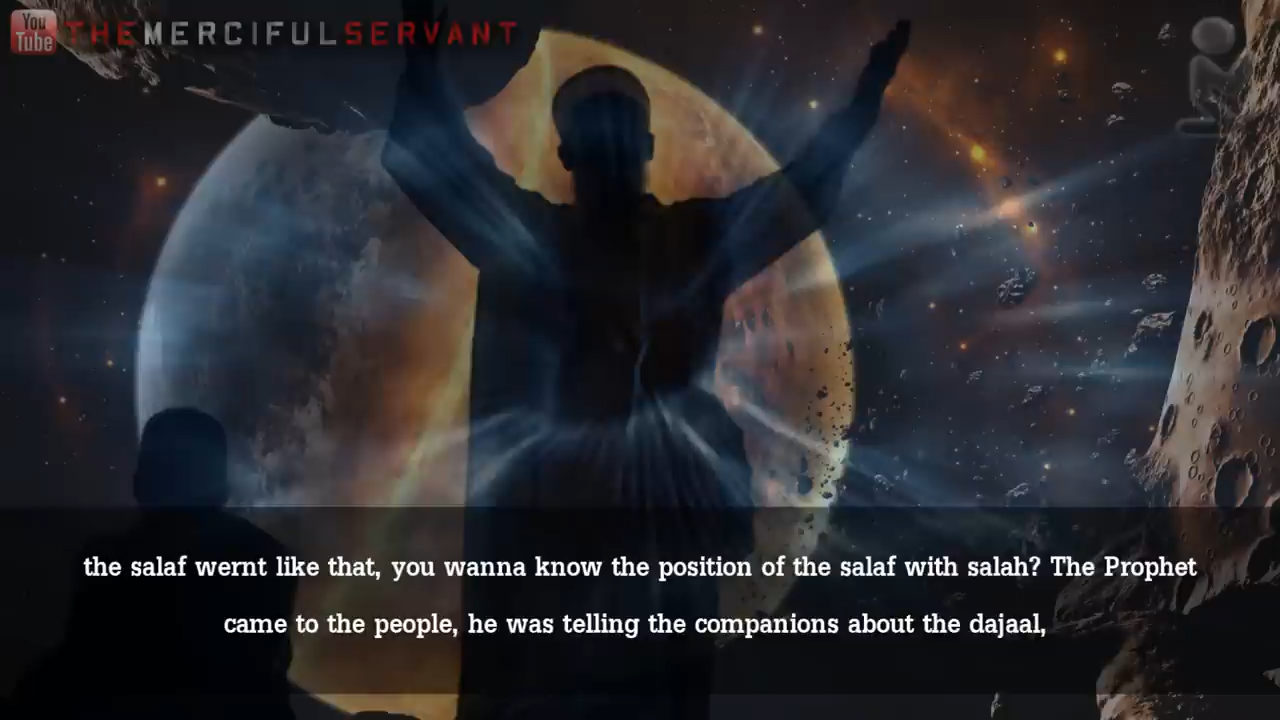 You
Tube
THEMERCIFULSERVANT
the salaf wernt like that, you wanna know the position of the salaf with salah? The Prophet
came to the people, he was telling the companions about the dajaal,